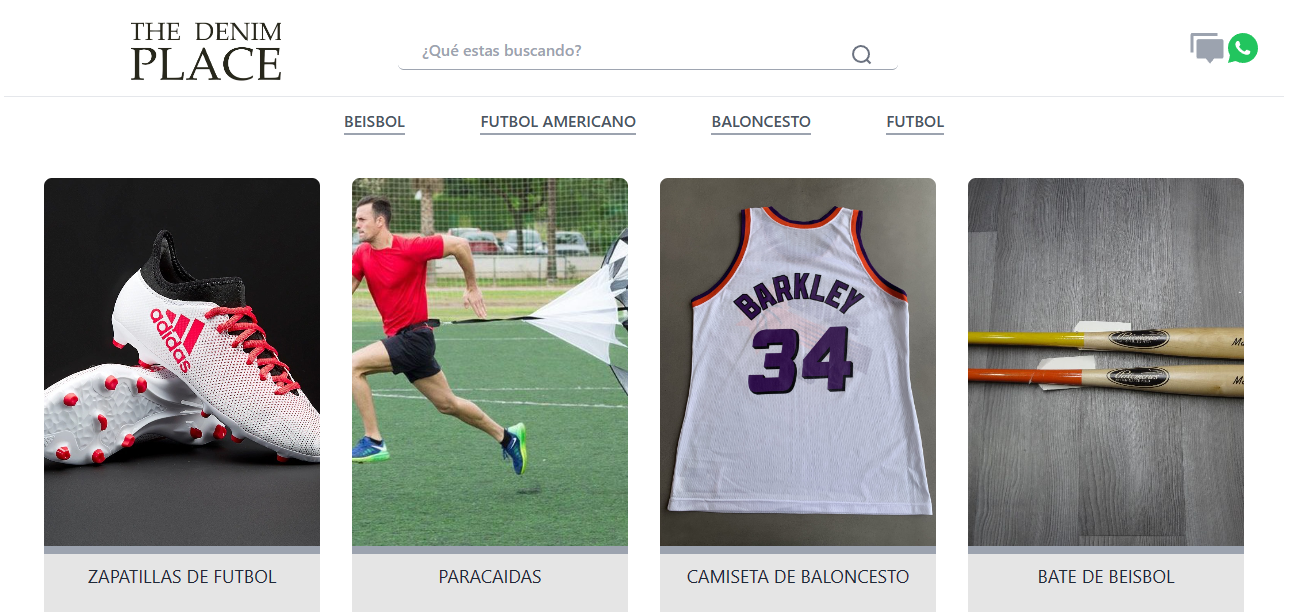 THE DENIM
PLACE
¿Qué estas buscando?
BEISBOL
FUTBOL AMERICANO
BALONCESTO
FUTBOL
adidas
BARKLEY
34
ZAPATILLAS DE FUTBOL
PARACAIDAS
CAMISETA DE BALONCESTO
BATE DE BEISBOL